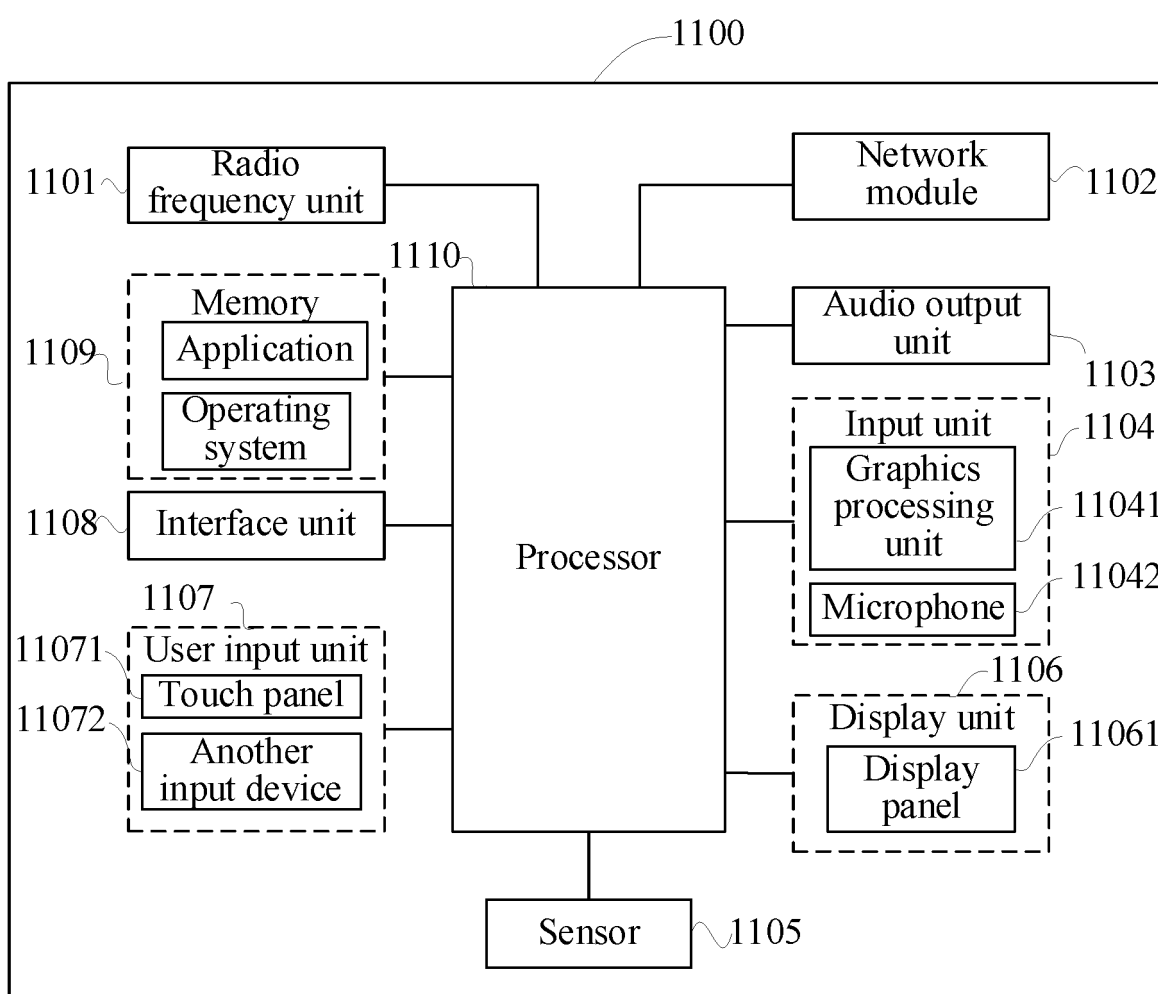 1100
1101
Radio
frequency unit
Network
module
1102
1110
Memory
Application
Operating
system
1109
Audio output
unit
1103
Input unit
1104
Graphics
processing
unit
11041
Microphone
11042
1108
Interface unit
Processor
1107
User input unit
11071
Touch panel
11072
Another
input device
1106
Display unit
Display
panel
11061
Sensor
1105